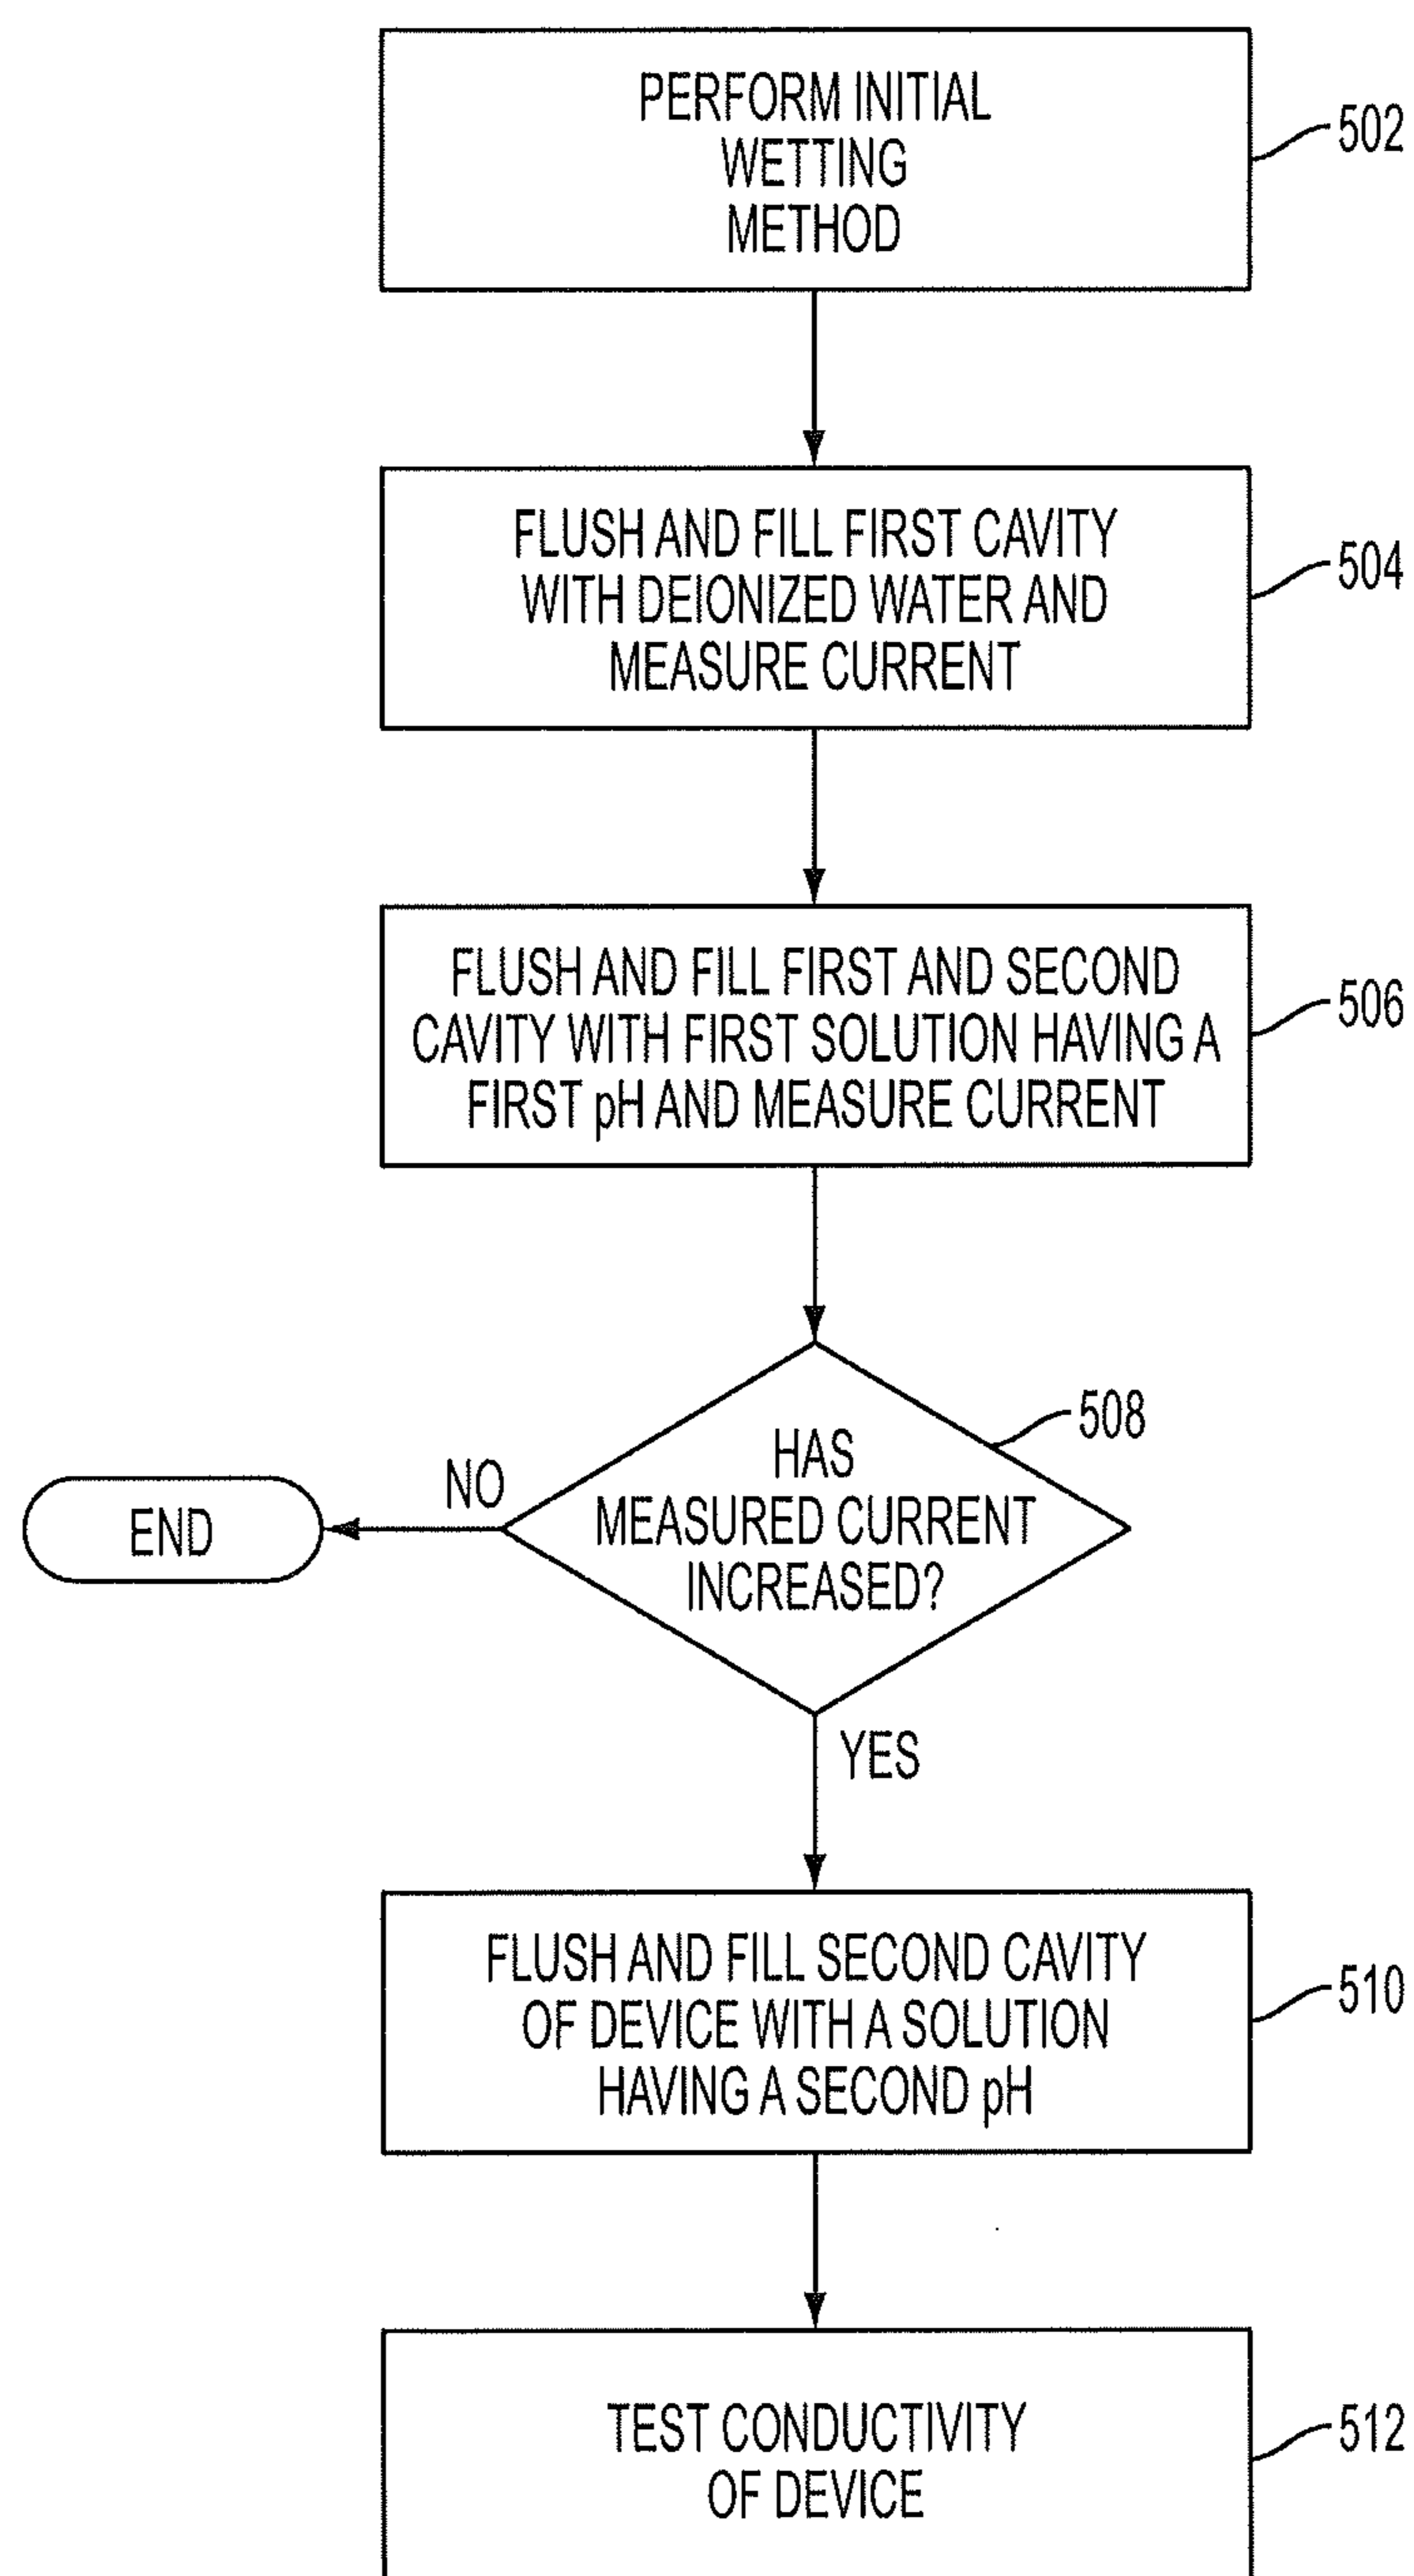 PERFORM INITIAL
WETTING
METHOD
502
FLUSH AND FILL FIRST CAVITY
WITH DEIONIZED WATER AND
MEASURE CURRENT
504
FLUSH AND FILL FIRST AND SECOND
CAVITY WITH FIRST SOLUTION HAVING A
FIRST pH AND MEASURE CURRENT
506
HAS
MEASURED CURRENT
INCREASED?
508
NO
END
YES
FLUSH AND FILL SECOND CAVITY
OF DEVICE WITH A SOLUTION
HAVING A SECOND pH
510
TEST CONDUCTIVITY
OF DEVICE
512